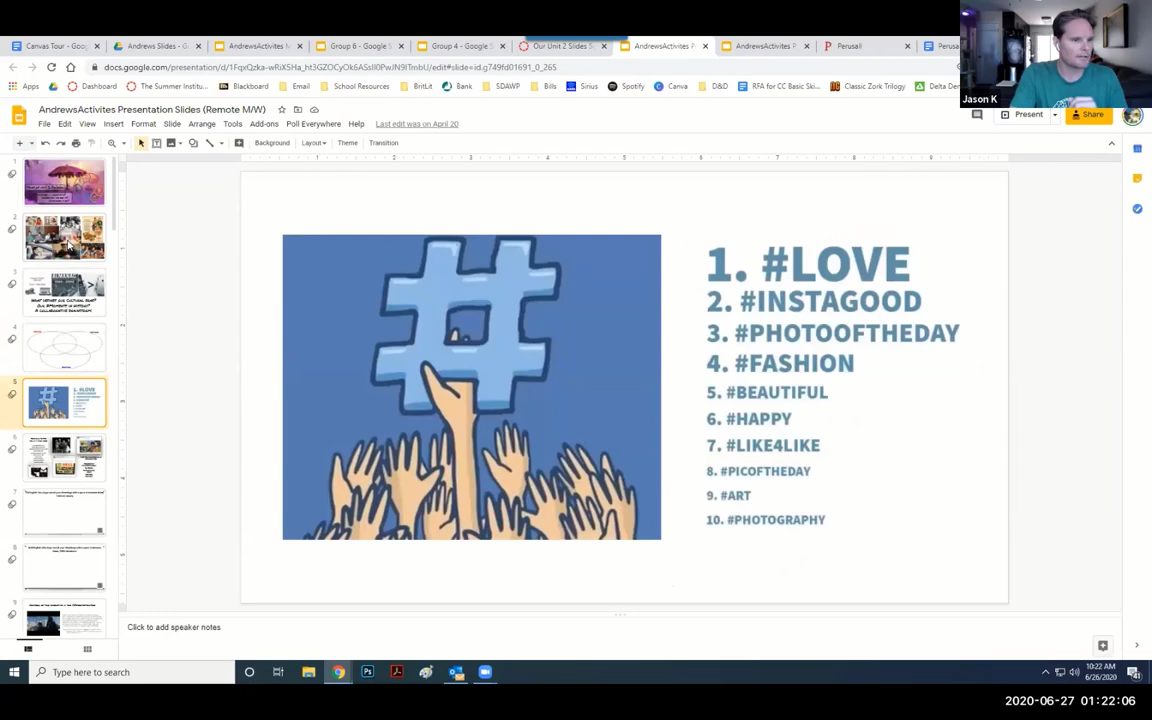 Canvas Tour - Goog
Andrews Slides - G
AndrewsActivites M
Group 6 - Google S
Group 4 - Google S
Our Unit 2 Slides S
AndrewsActivites P
AndrewsActivites P
Perusall
Perusal
docs.google.com/presentation/d/1FqxQzka-wRiX5Ha_ht3GZOCyOk6ASsII0PwJN9ITmbU/edit#slide=id.g749fd01691_0_265
Apps
Dashboard
The Summer Institu...
Blackboard
Email
School Resources
BritLit
Bank
SDAWP
Bills
Sirius
Spotify
Canva
D&D
RFA for CC Basic Ski...
Classic Zork Trilogy
Delta Den
Jason K
AndrewsActivites Presentation Slides (Remote M/W)
File
Edit
View
Insert
Format
Slide
Arrange
Tools
Add-ons
Poll Everywhere
Help
Last edit was on April 20
Present
Share
Background
Layout
Theme
Transition
1. #LOVE
2. #INSTAGOOD
3. #PHOTOOFTHEDAY
4. #FASHION
5. #BEAUTIFUL
6. #HAPPY
7. #LIKE4LIKE
8. #PICOFTHEDAY
9. #ART
10. #PHOTOGRAPHY
Click to add speaker notes
Type here to search
10:22 AM
6/26/2020
2020-06-27 01:22:06